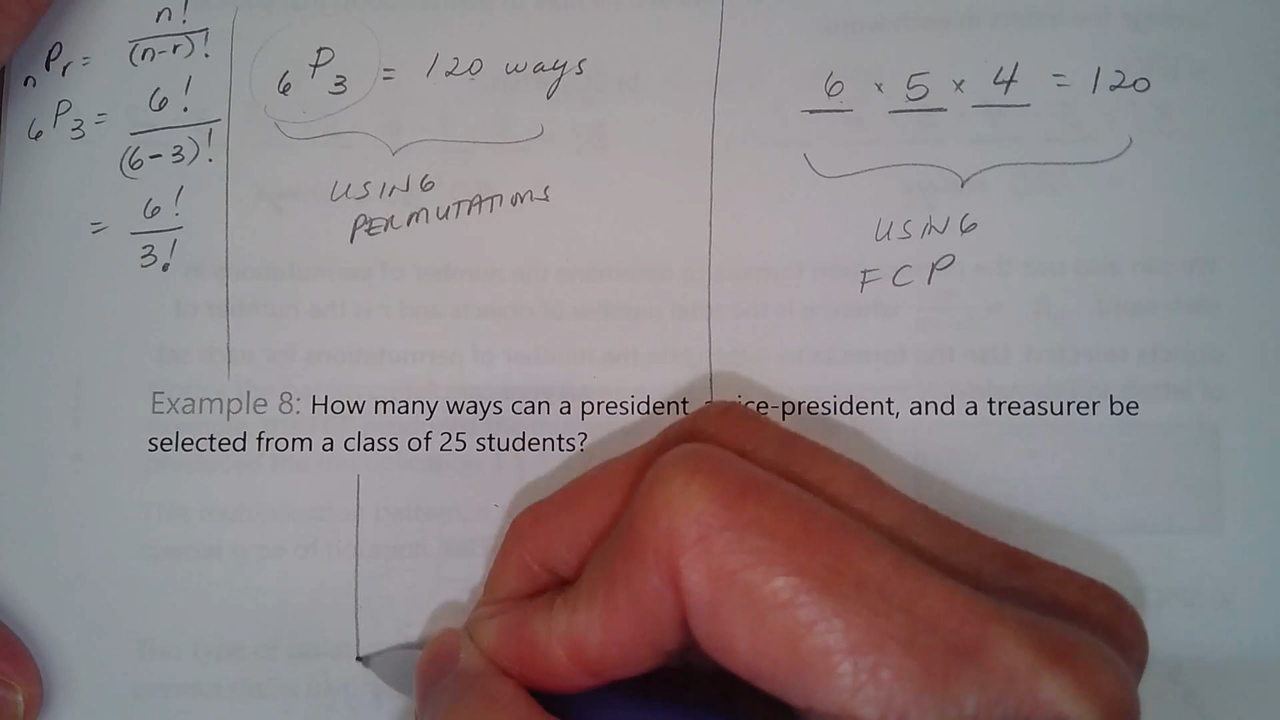 nPr = n!/(n-r)!
6P3 = 6!/(6-3)!
= 6!/3!
6P3 = 120 ways
USING
PERMUTATIONS
6 × 5 × 4 = 120
USING
FCP
Example 8: How many ways can a president vice-president, and a treasurer be
selected from a class of 25 students?